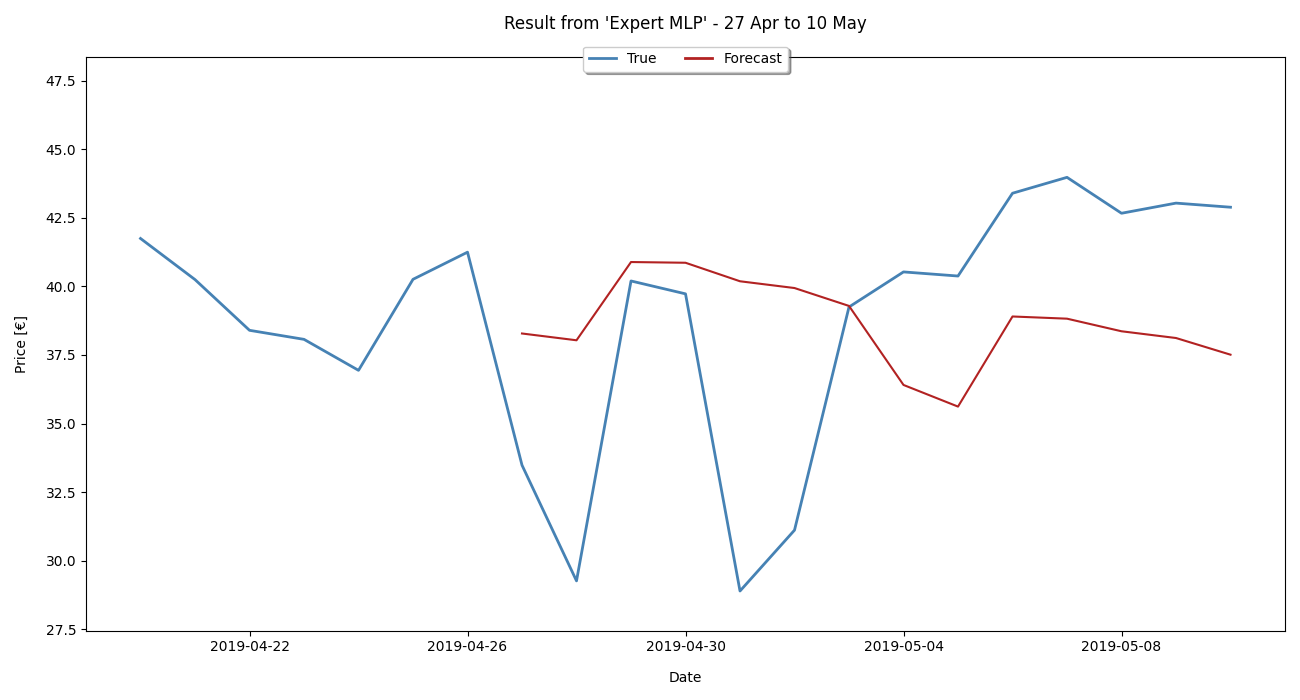 Result from 'Expert MLP' - 27 Apr to 10 May
True Forecast
47.5
45.0
42.5
40.0
37.5
35.0
32.5
30.0
27.5
Price [€]
2019-04-22 2019-04-26 2019-04-30 2019-05-04 2019-05-08
Date